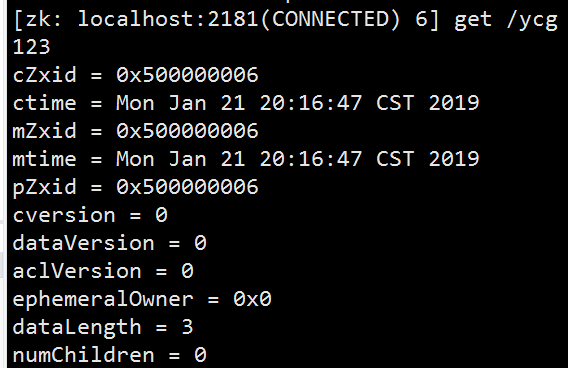 [zk: localhost:2181(CONNECTED) 6] get /ycg
123
cZxid = 0x500000006
ctime = Mon Jan 21 20:16:47 CST 2019
mZxid = 0x500000006
mtime = Mon Jan 21 20:16:47 CST 2019
pZxid = 0x500000006
cversion = 0
dataVersion = 0
aclVersion = 0
ephemeralOwner = 0x0
dataLength = 3
numChildren = 0